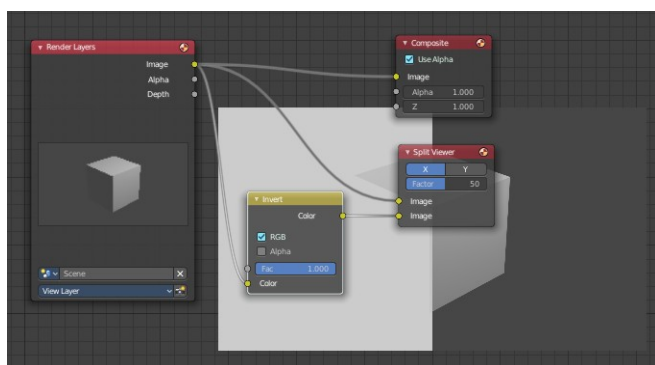 Render Layers
Image
Alpha
Depth
Scene
View Layer
Invert
Color
RGB
Alpha
Fac 1.000
Color
Composite
Use Alpha
Image
Alpha 1.000
Z 1.000
Split Viewer
X Y
Factor 50
Image
Image